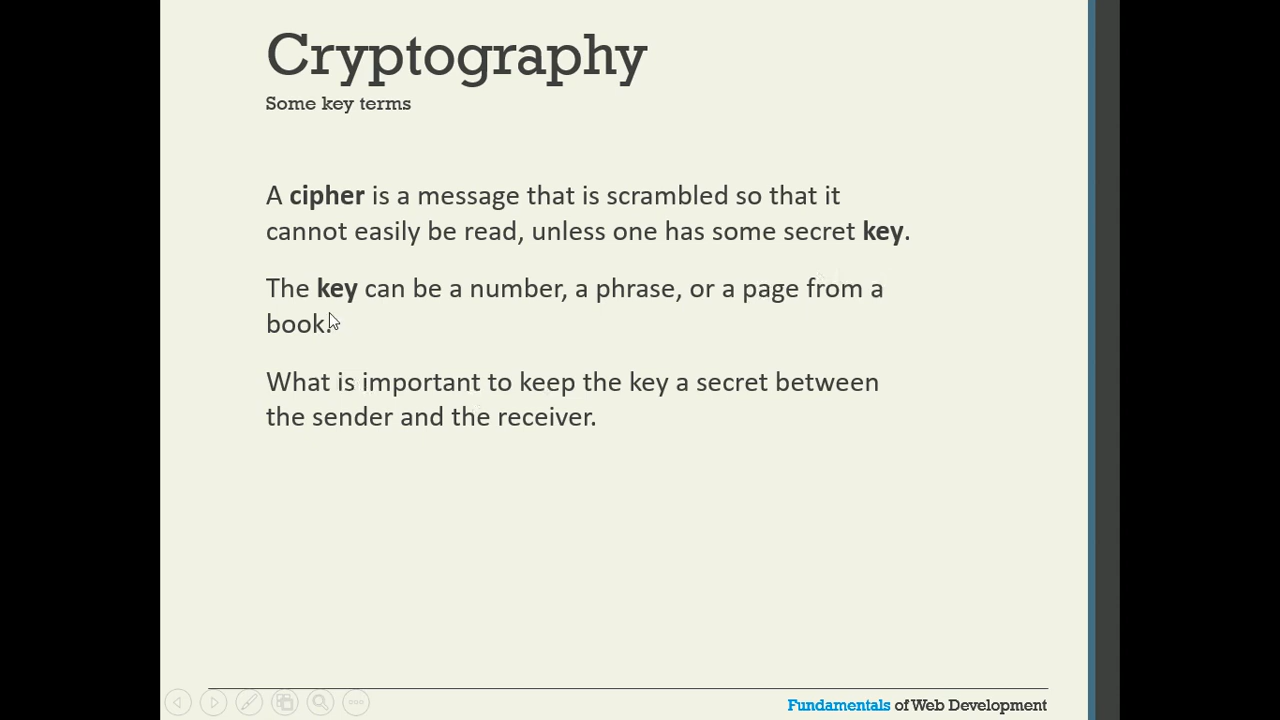 Cryptography
Some key terms
A cipher is a message that is scrambled so that it
cannot easily be read, unless one has some secret key.
The key can be a number, a phrase, or a page from a
book.
What is important to keep the key a secret between
the sender and the receiver.
Fundamentals of Web Development